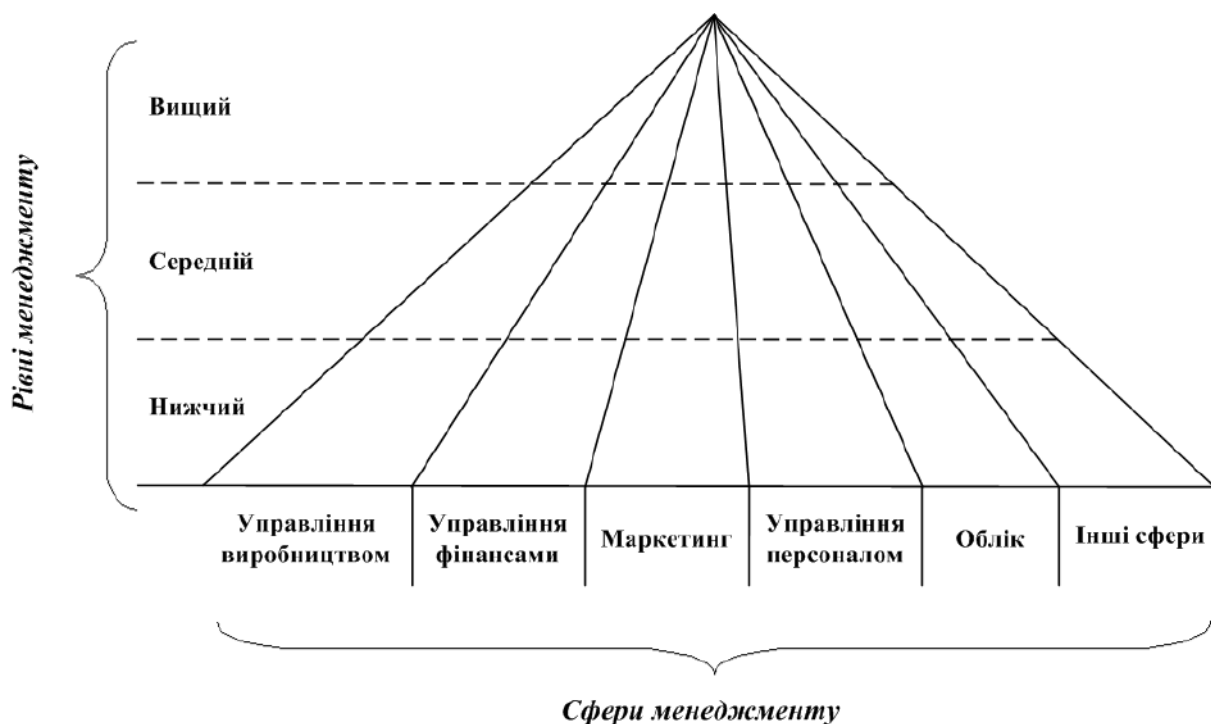 Вищий
Середній
Нижчий
Рівні менеджменту
Управління
виробництвом
Управління
фінансами
Маркетинг
Управління
персоналом
Облік
Інші сфери
Сфери менеджменту